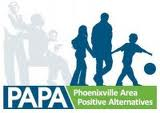 PAPA
Phoenixville Area
Positive Alternatives